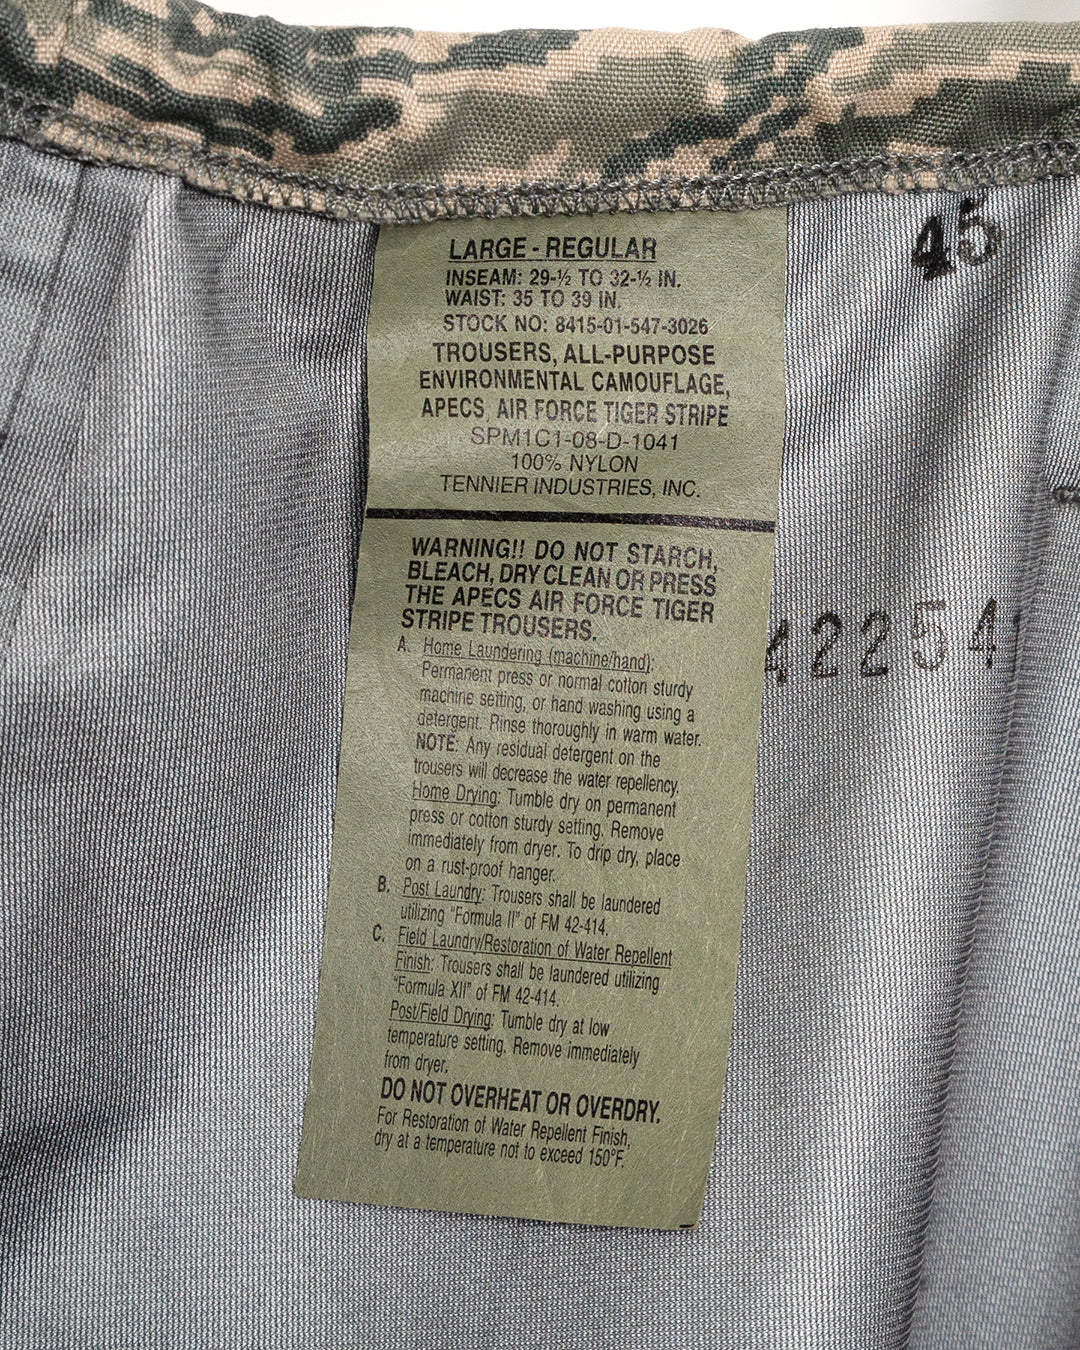 45
LARGE - REGULAR
INSEAM: 29-½ TO 32-½ IN.
WAIST: 35 TO 39 IN.
STOCK NO: 8415-01-547-3026
TROUSERS, ALL-PURPOSE
ENVIRONMENTAL CAMOUFLAGE,
APECS, AIR FORCE TIGER STRIPE
SPM1C1-08-D-1041
100% NYLON
TENNIER INDUSTRIES, INC.
WARNING!! DO NOT STARCH,
BLEACH, DRY CLEAN OR PRESS
THE APECS AIR FORCE TIGER
STRIPE TROUSERS.
A. Home Laundering (machine/hand):
Permanent press or normal cotton sturdy
machine setting, or hand washing using a
detergent. Rinse thoroughly in warm water.
NOTE: Any residual detergent on the
trousers will decrease the water repellency.
Home Drying: Tumble dry on permanent
press or cotton sturdy setting. Remove
immediately from dryer. To drip dry, place
on a rust-proof hanger.
B. Post Laundry: Trousers shall be laundered
utilizing "Formula II" of FM 42-414.
C. Field Laundry/Restoration of Water Repellent
Finish: Trousers shall be laundered utilizing
"Formula XII" of FM 42-414.
Post/Field Drying: Tumble dry at low
temperature setting. Remove immediately
from dryer.
DO NOT OVERHEAT OR OVERDRY.
For Restoration of Water Repellent Finish,
dry at a temperature not to exceed 150°F.